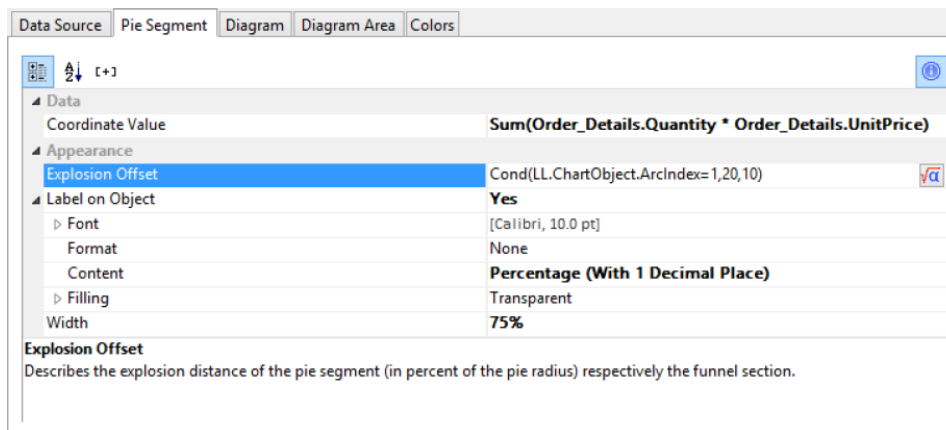 Data Source Pie Segment Diagram Diagram Area Colors
A Z [+]
Data
Coordinate Value Sum(Order_Details.Quantity * Order_Details.UnitPrice)
Appearance
Explosion Offset Cond(LL.ChartObject.ArcIndex=1,20,10) √α
Label on Object Yes
Font [Calibri, 10.0 pt]
Format None
Content Percentage (With 1 Decimal Place)
Filling Transparent
Width 75%
Explosion Offset
Describes the explosion distance of the pie segment (in percent of the pie radius) respectively the funnel section.